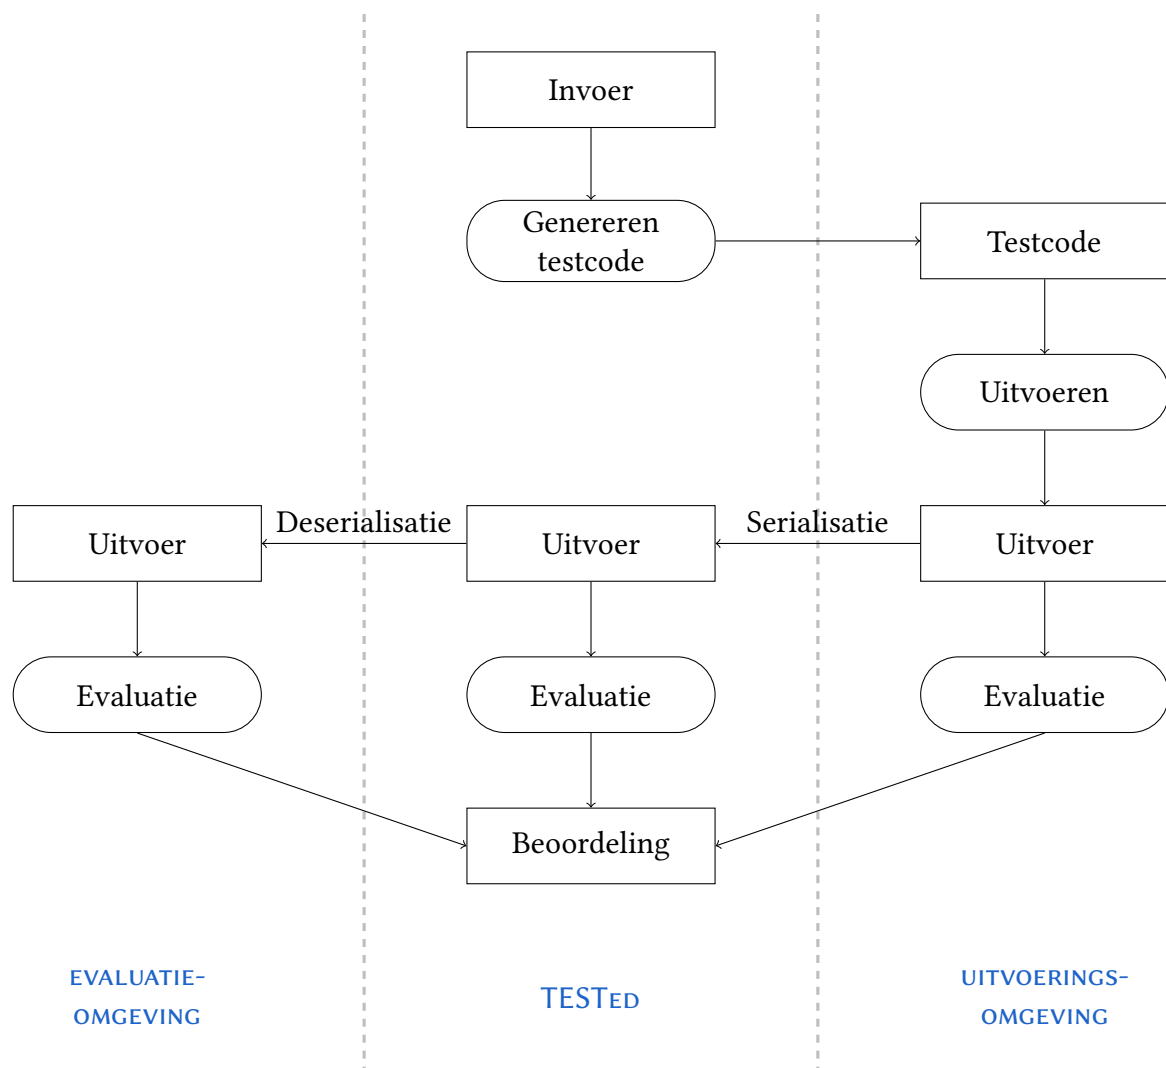 Invoer
Genereren
testcode
Testcode
Uitvoeren
Deserialisatie
Serialisatie
Uitvoer
Uitvoer
Uitvoer
Evaluatie
Evaluatie
Evaluatie
Beoordeling
EVALUATIE-
OMGEVING
TESTED
UITVOERINGS-
OMGEVING